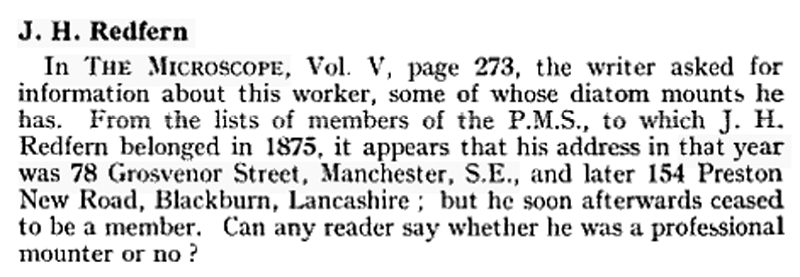 J. H. Redfern
In THE MICROSCOPE, Vol. V, page 273, the writer asked for
information about this worker, some of whose diatom mounts he
has. From the lists of members of the P.M.S., to which J. H.
Redfern belonged in 1875, it appears that his address in that year
was 78 Grosvenor Street, Manchester, S.E., and later 154 Preston
New Road, Blackburn, Lancashire ; but he soon afterwards ceased
to be a member. Can any reader say whether he was a professional
mounter or no ?